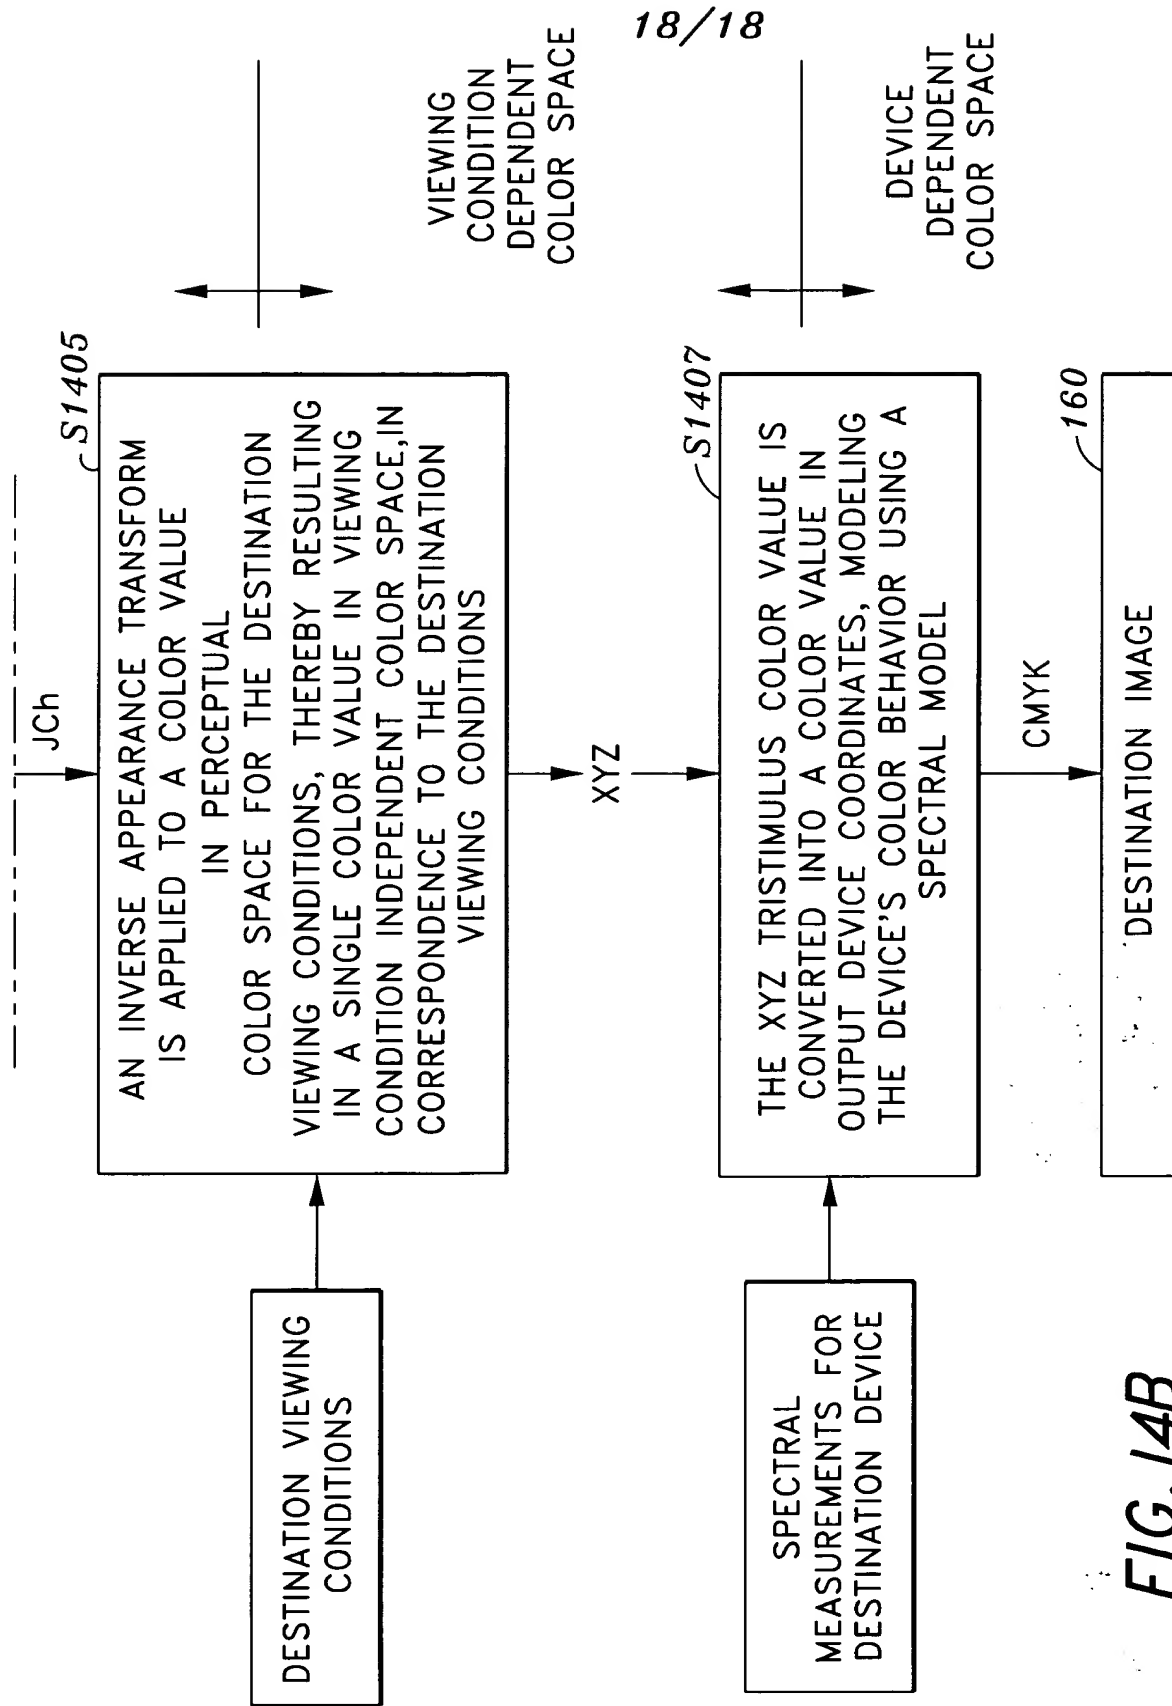 18/18
JCh
S1405
AN INVERSE APPEARANCE TRANSFORM
IS APPLIED TO A COLOR VALUE
IN PERCEPTUAL
COLOR SPACE FOR THE DESTINATION
VIEWING CONDITIONS, THEREBY RESULTING
IN A SINGLE COLOR VALUE IN VIEWING
CONDITION INDEPENDENT COLOR SPACE,IN
CORRESPONDENCE TO THE DESTINATION
VIEWING CONDITIONS
DESTINATION VIEWING
CONDITIONS
VIEWING
CONDITION
DEPENDENT
COLOR SPACE
XYZ
S1407
THE XYZ TRISTIMULUS COLOR VALUE IS
CONVERTED INTO A COLOR VALUE IN
OUTPUT DEVICE COORDINATES, MODELING
THE DEVICE'S COLOR BEHAVIOR USING A
SPECTRAL MODEL
SPECTRAL
MEASUREMENTS FOR
DESTINATION DEVICE
DEVICE
DEPENDENT
COLOR SPACE
CMYK
160
DESTINATION IMAGE
FIG. 14B